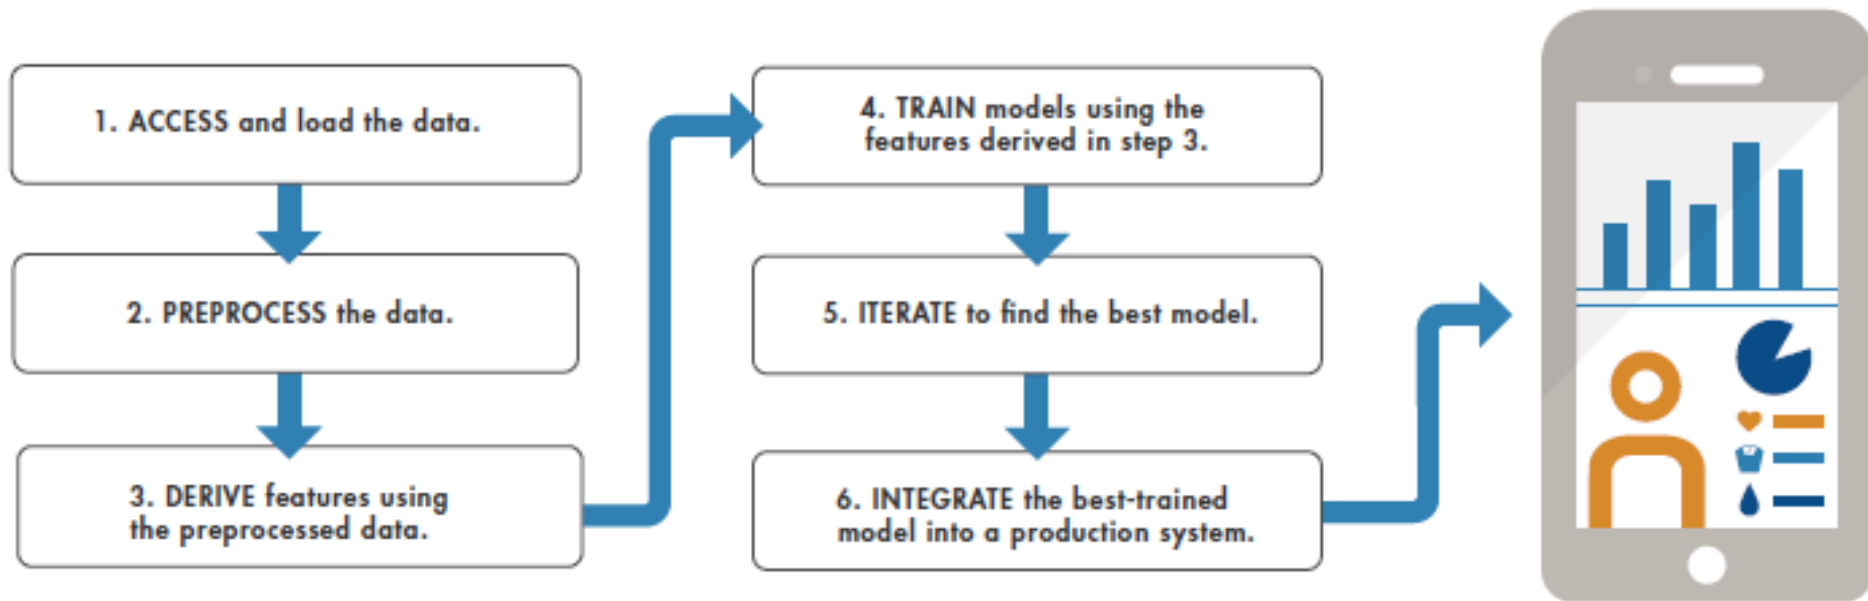 1. ACCESS and load the data.
2. PREPROCESS the data.
3. DERIVE features using
the preprocessed data.
4. TRAIN models using the
features derived in step 3.
5. ITERATE to find the best model.
6. INTEGRATE the best-trained
model into a production system.